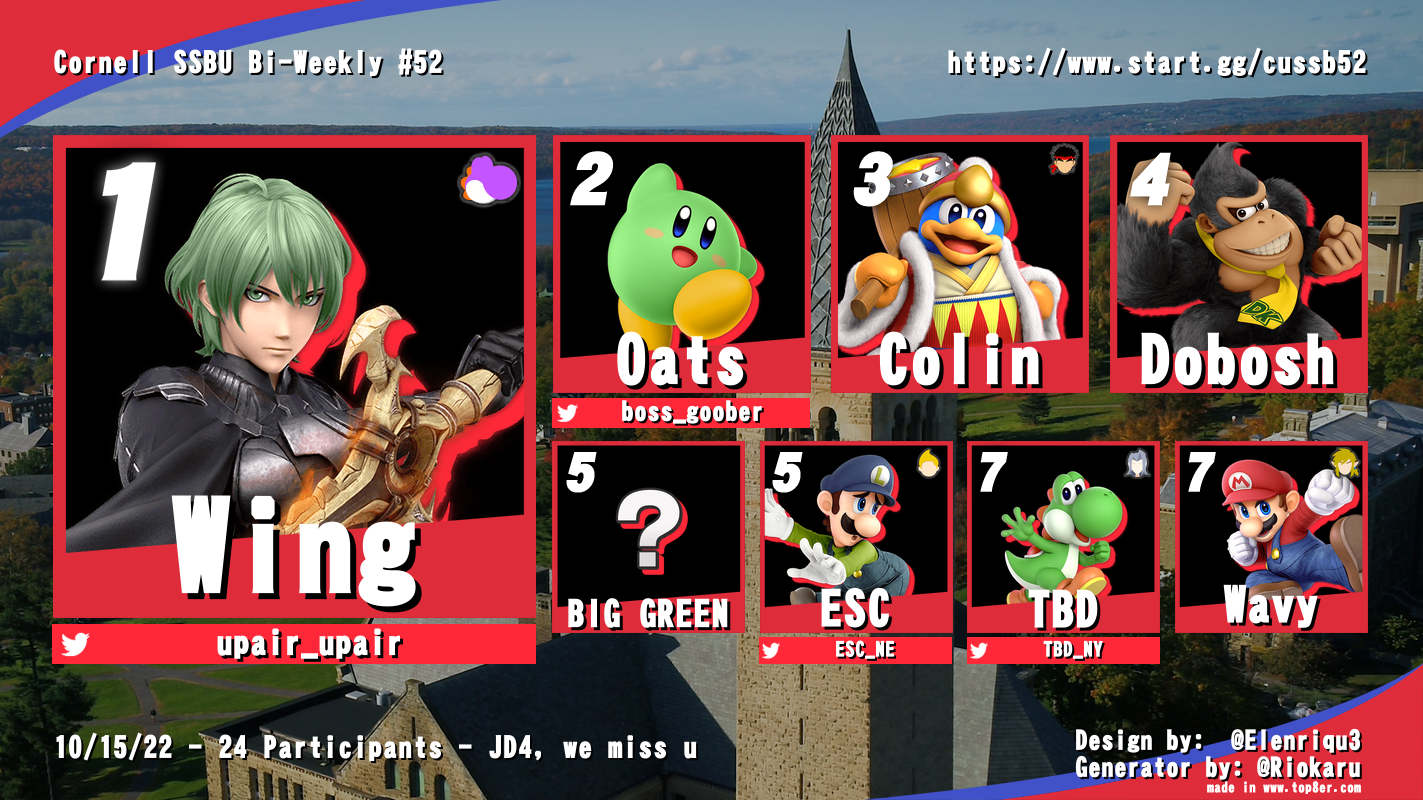 Cornell SSBU Bi-Weekly #52
https://www.start.gg/cussb52
1
Wing
upair_upair
2
Oats
boss_goober
3
Colin
4
DK
Dobosh
5
BIG GREEN
5
L
ESC
ESC_NE
7
TBD
TBD_NY
7
M
Wavy
10/15/22 - 24 Participants - JD4, we miss u
Design by: @Elenriqu3
Generator by: @Riokaru
made in www.top8er.com